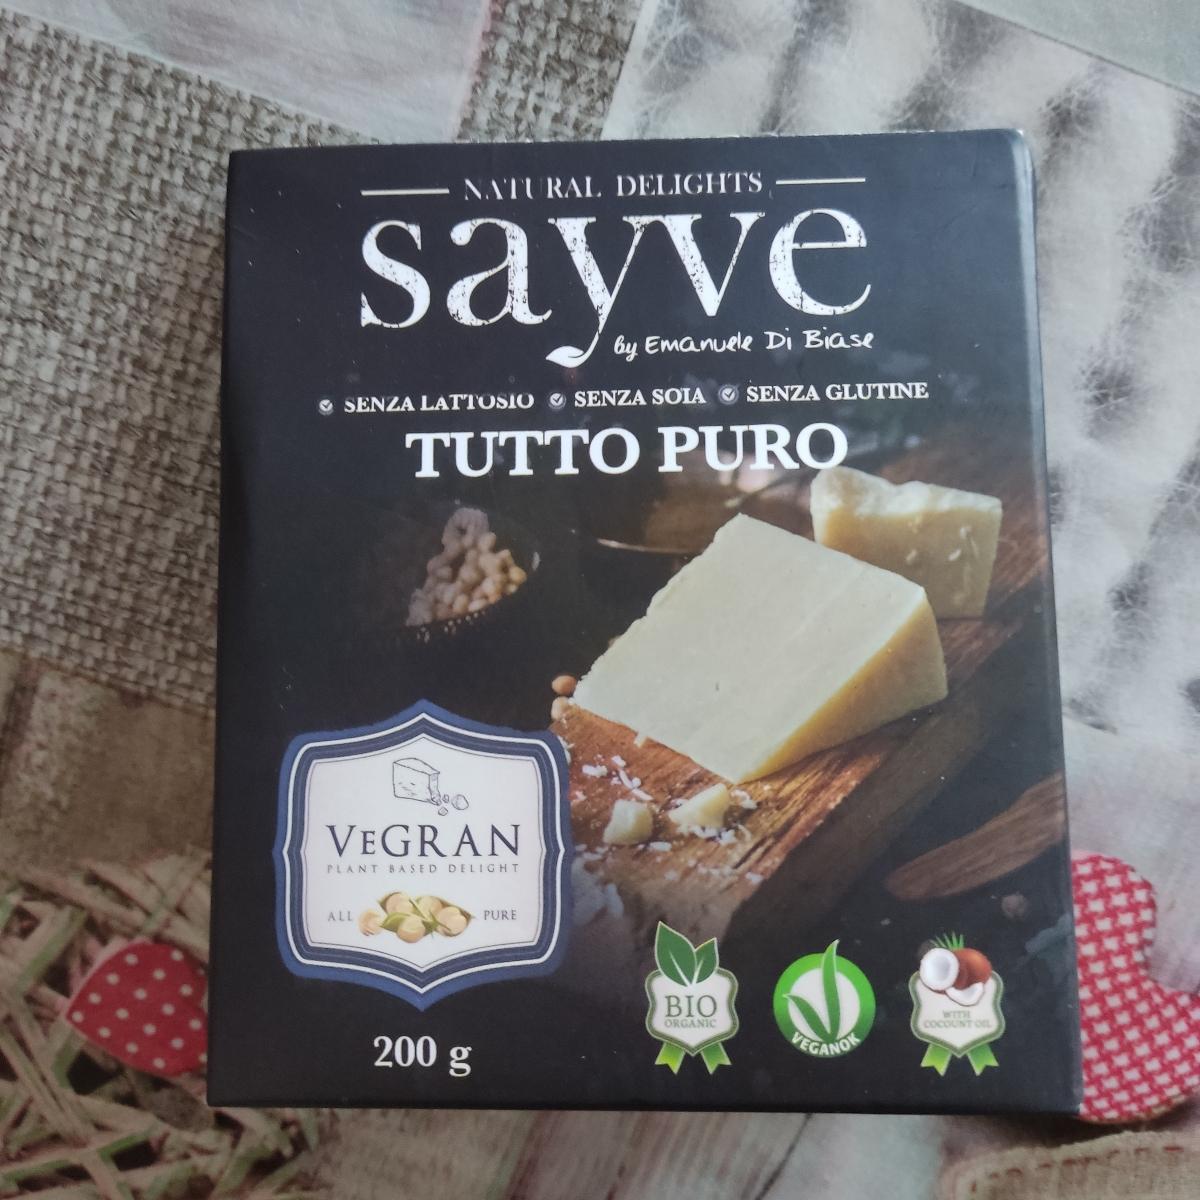 NATURAL DELIGHTS
sayve
by Emanuele Di Biase
SENZA LATTOSIO SENZA SOIA SENZA GLUTINE
TUTTO PURO
VEGRAN
PLANT BASED DELIGHT
ALL PURE
200 g
BIO
ORGANIC
VEGANOK
WITH
COCOUNT OIL